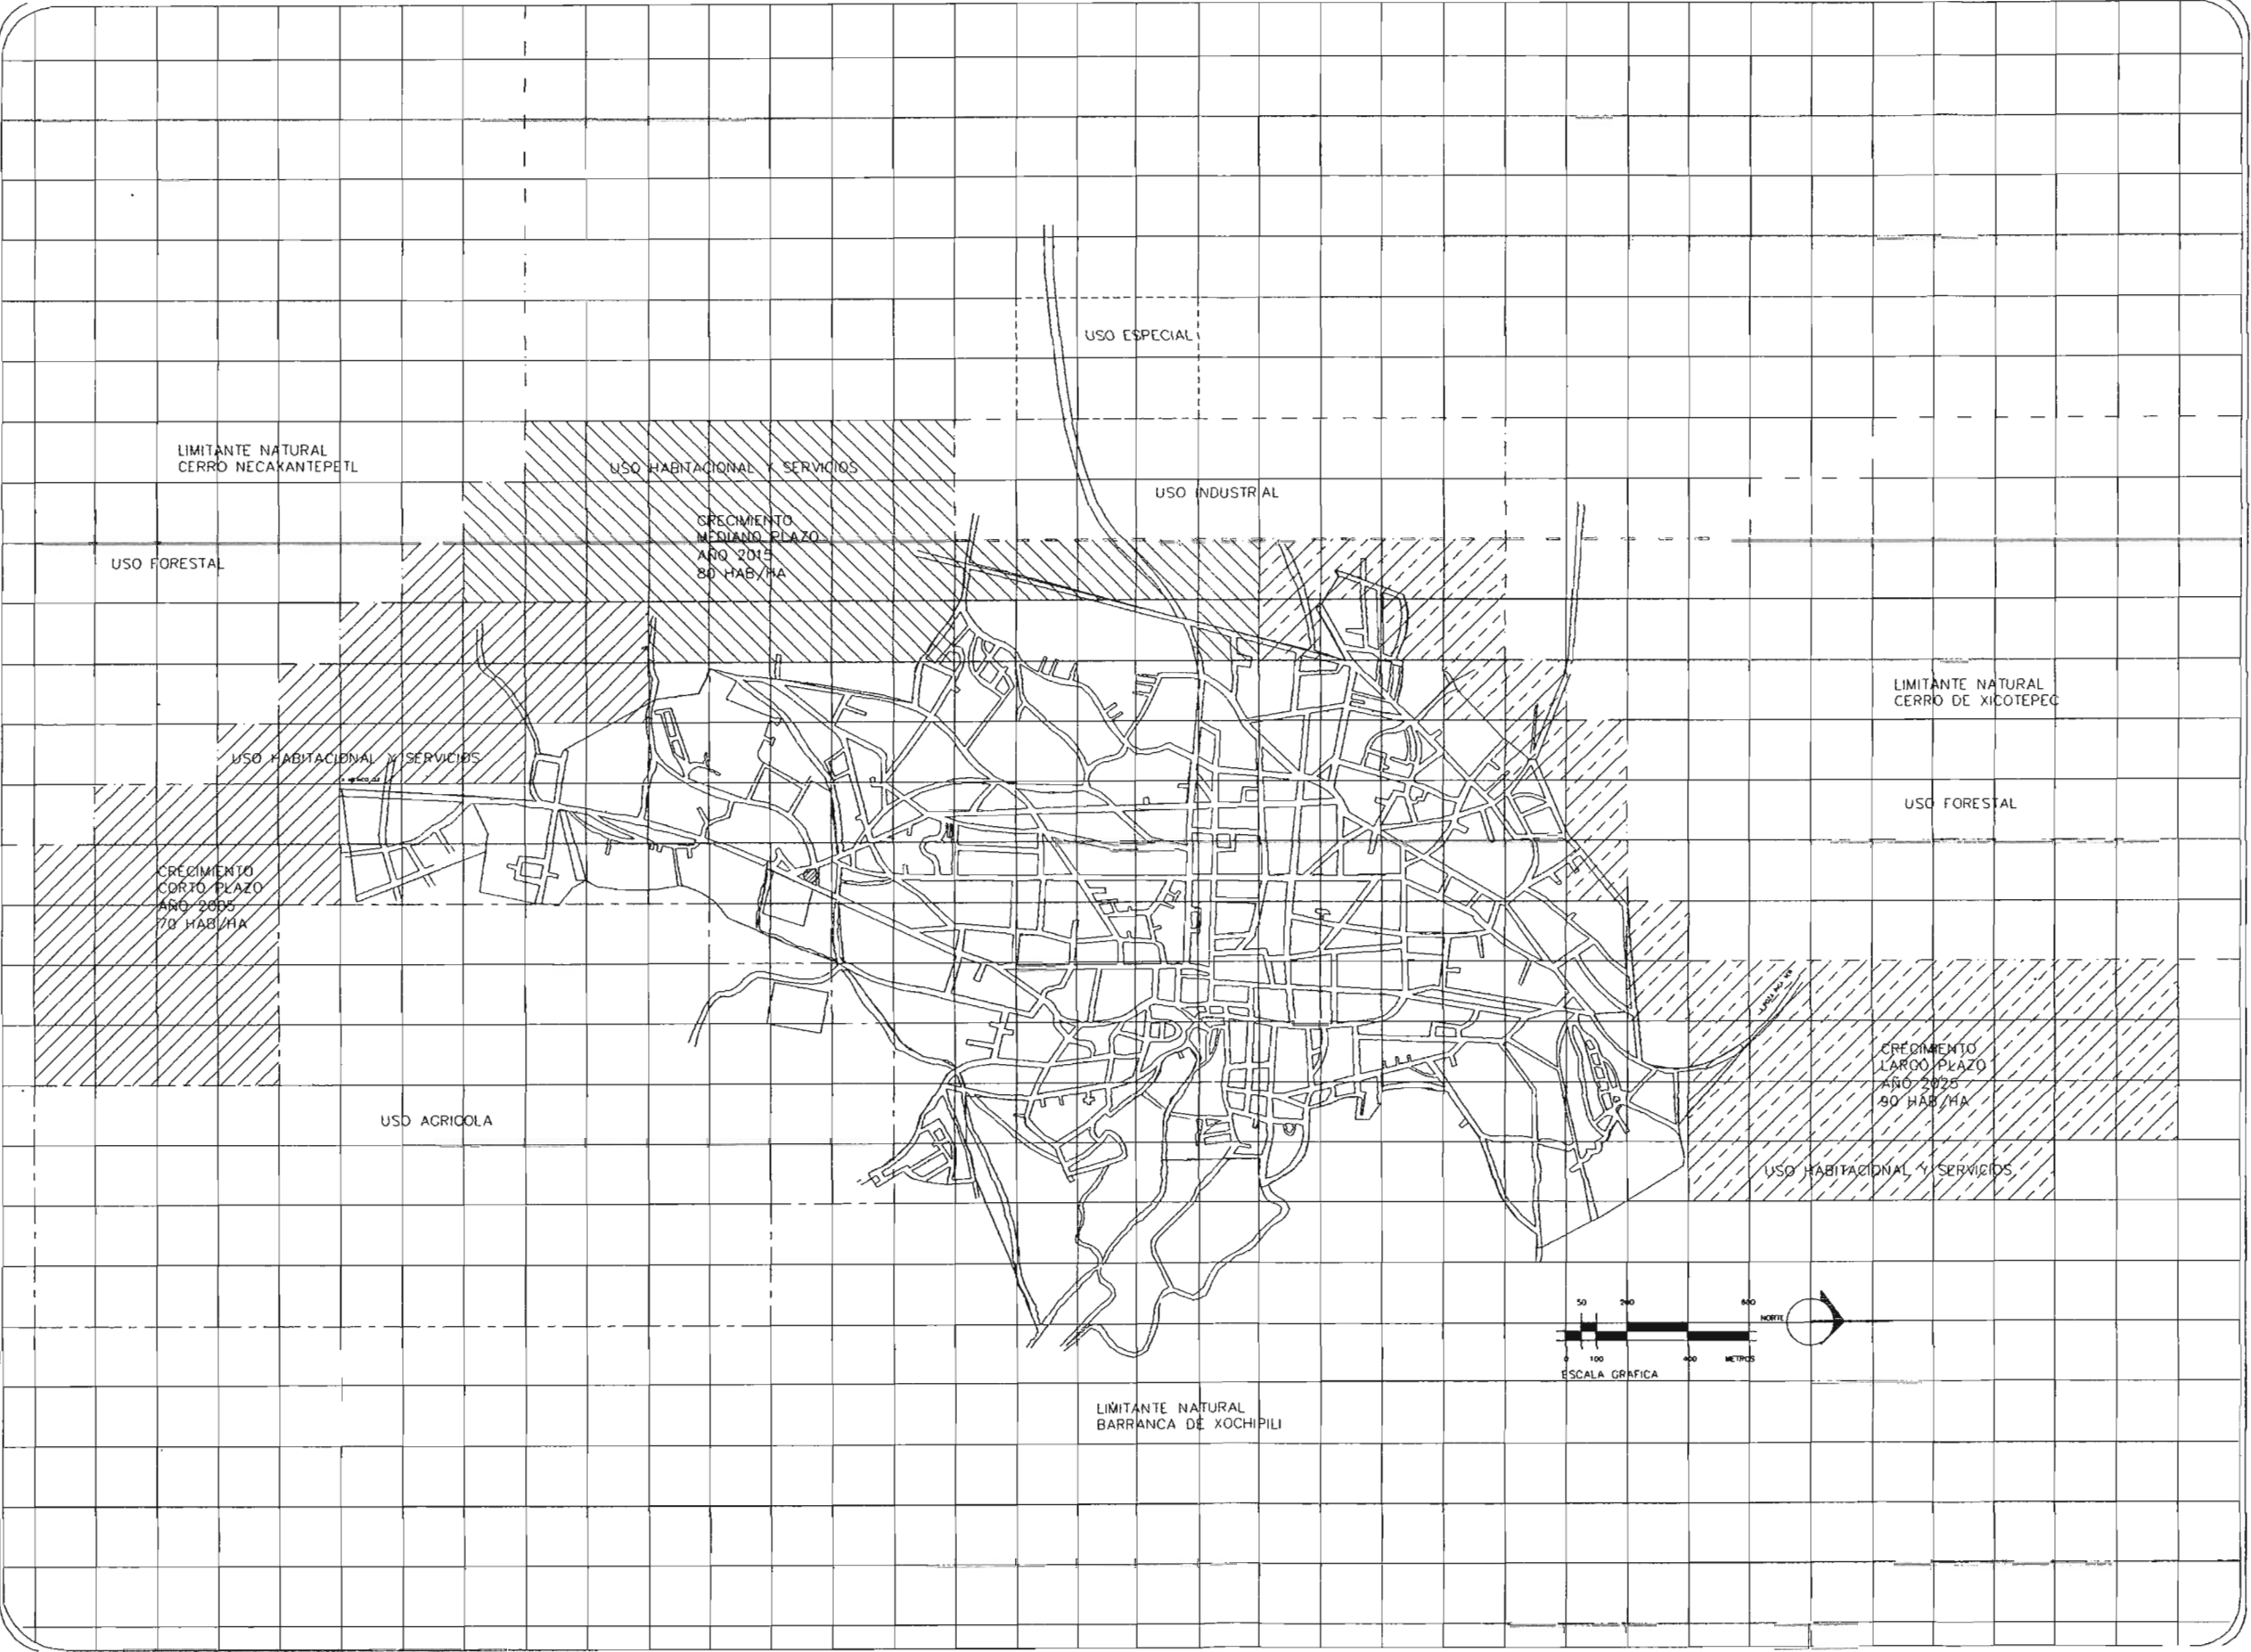 USO ESPECIAL
LIMITANTE NATURAL
CERRO NECAXANTEPETL
USO HABITACIONAL Y SERVICIOS
USO INDUSTRIAL
CRECIMIENTO
MEDIANO PLAZO
AÑO 2015
80 HAB/HA
USO FORESTAL
LIMITANTE NATURAL
CERRO DE XICOTEPEC
USO HABITACIONAL Y SERVICIOS
USO FORESTAL
CRECIMIENTO
CORTO PLAZO
AÑO 2005
70 HAB/HA
CRECIMIENTO
LARGO PLAZO
AÑO 2025
90 HAB/HA
USO AGRICOLA
USO HABITACIONAL Y SERVICIOS
50 200 600
NORTE
0 100 400 METROS
ESCALA GRAFICA
LIMITANTE NATURAL
BARRANCA DE XOCHIPILI